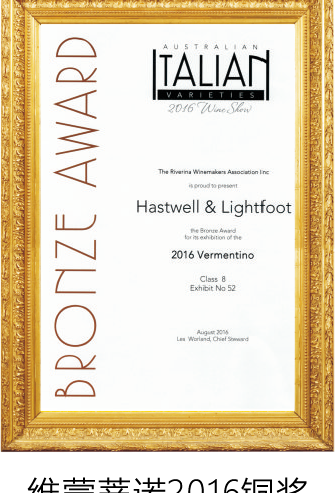 BRONZE AWARD
AUSTRALIAN
ITALIAN
VARIETIES
2016 Wine Show
The Riverina Winemakers Association Inc
is proud to present
Hastwell & Lightfoot
the Bronze Award
for its exhibition of the
2016 Vermentino
Class 8
Exhibit No 52
August 2016
Les Worland, Chief Steward
维蒙蒂诺2016铜奖